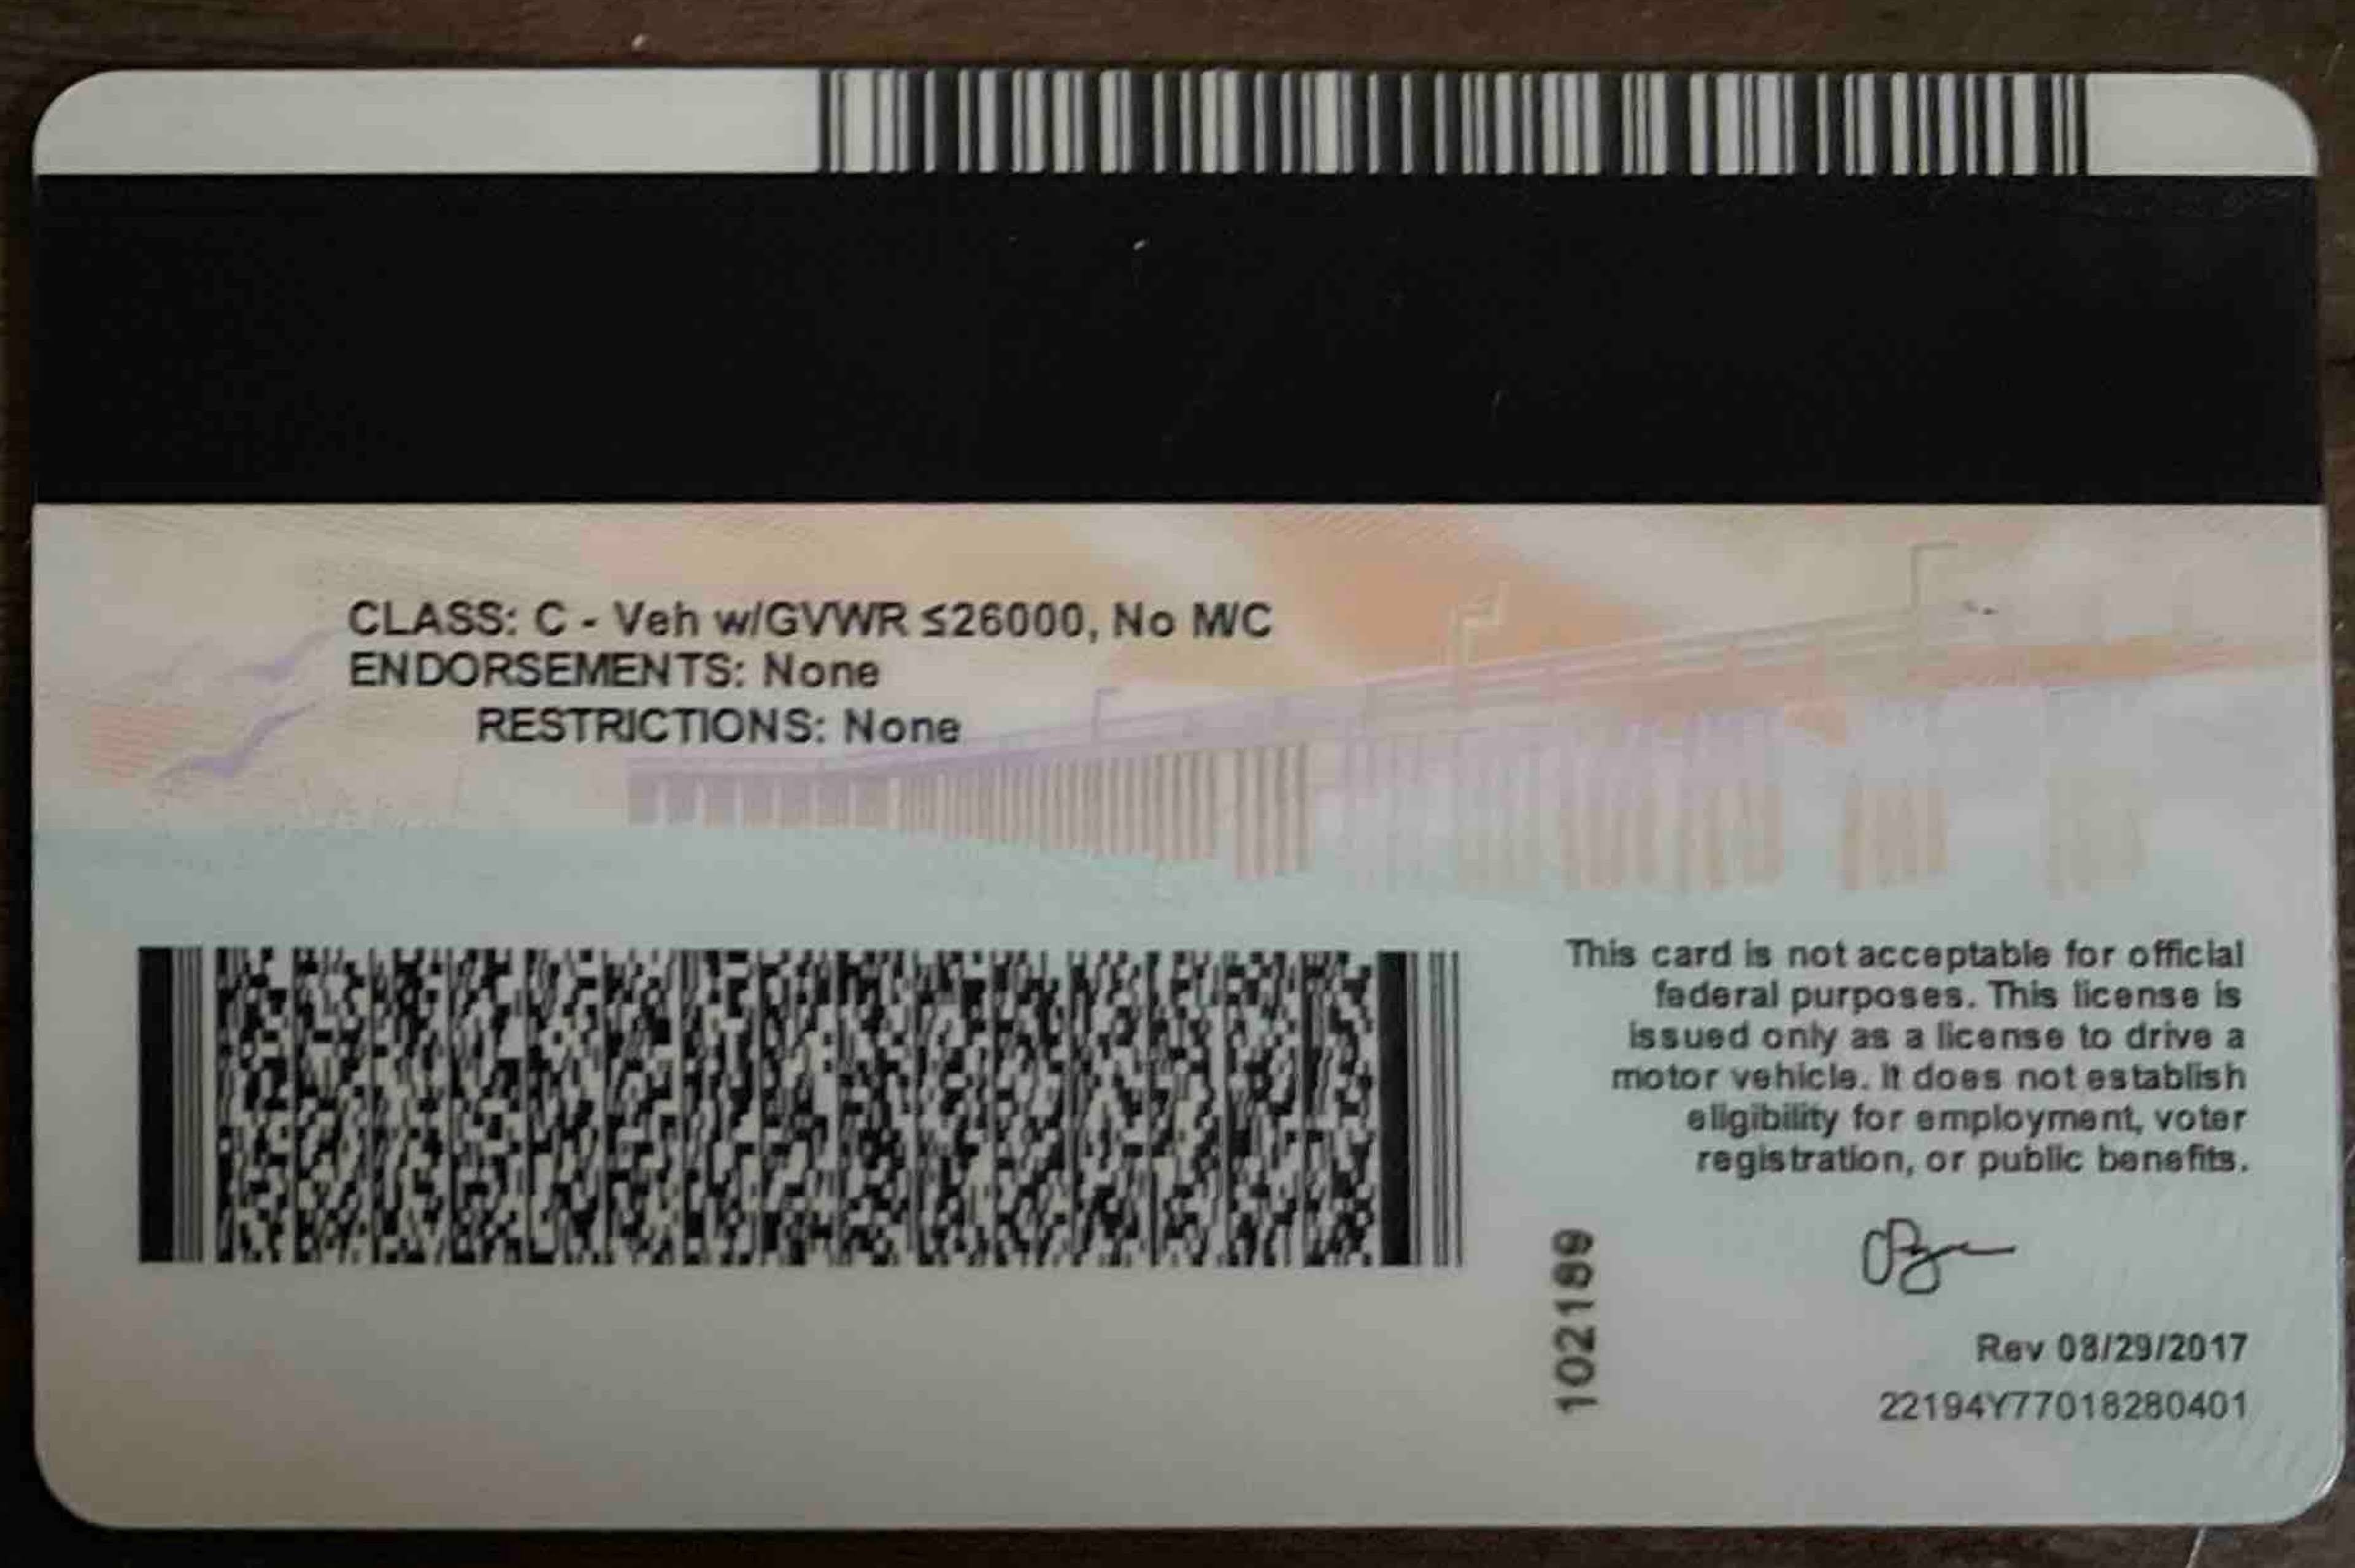 CLASS: C - Veh w/GVWR ≤26000, No M/C
ENDORSEMENTS: None
RESTRICTIONS: None
This card is not acceptable for official
federal purposes. This license is
issued only as a license to drive a
motor vehicle. It does not establish
eligibility for employment, voter
registration, or public benefits.
102189
Rev 08/29/2017
22194Y77018280401